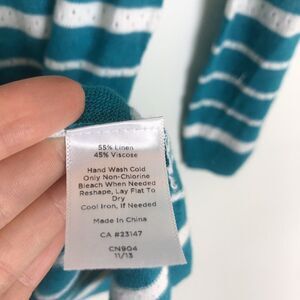 55% Linen
45% Viscose
Hand Wash Cold
Only Non-Chlorine
Bleach When Needed
Reshape, Lay Flat To
Dry
Cool Iron, If Needed
Made In China
CA #23147
CN904
11/13